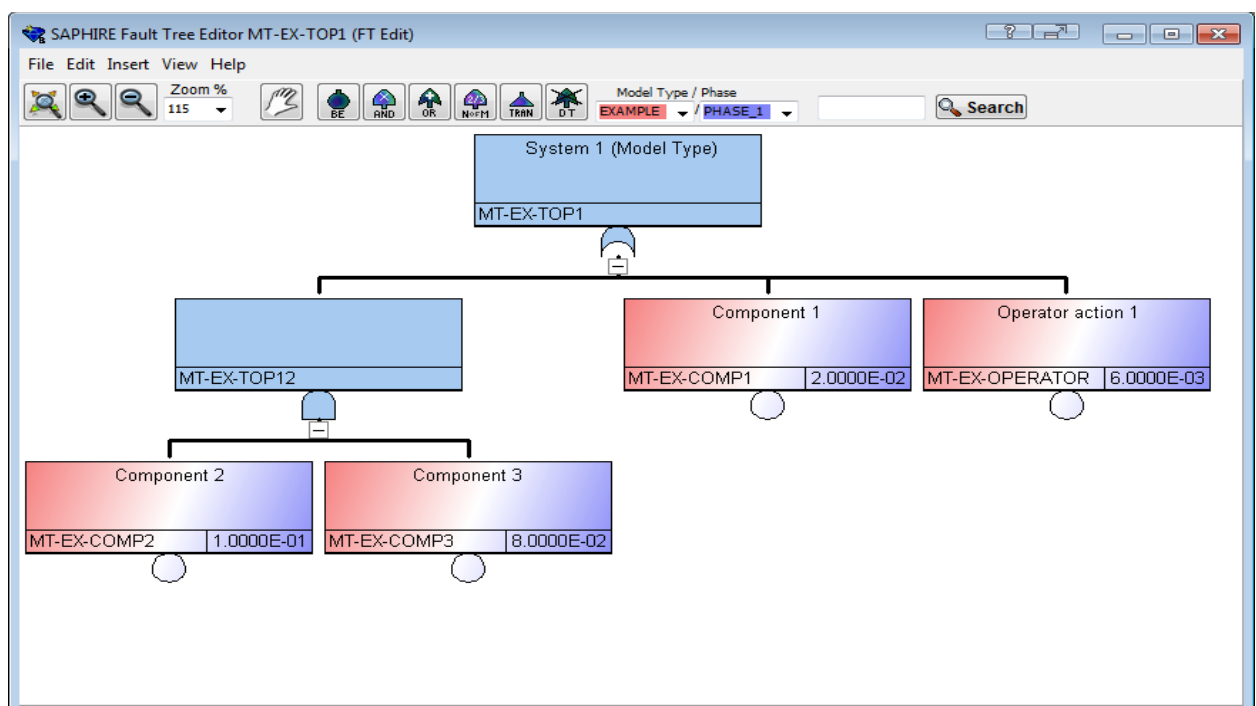 SAPHIRE Fault Tree Editor MT-EX-TOP1 (FT Edit)
File Edit Insert View Help
Zoom %
115
BE
AND
OR
NofM
TRAN
DT
Model Type / Phase
EXAMPLE / PHASE_1
Search
System 1 (Model Type)
MT-EX-TOP1
MT-EX-TOP12
Component 1
MT-EX-COMP1 2.0000E-02
Operator action 1
MT-EX-OPERATOR 6.0000E-03
Component 2
MT-EX-COMP2 1.0000E-01
Component 3
MT-EX-COMP3 8.0000E-02